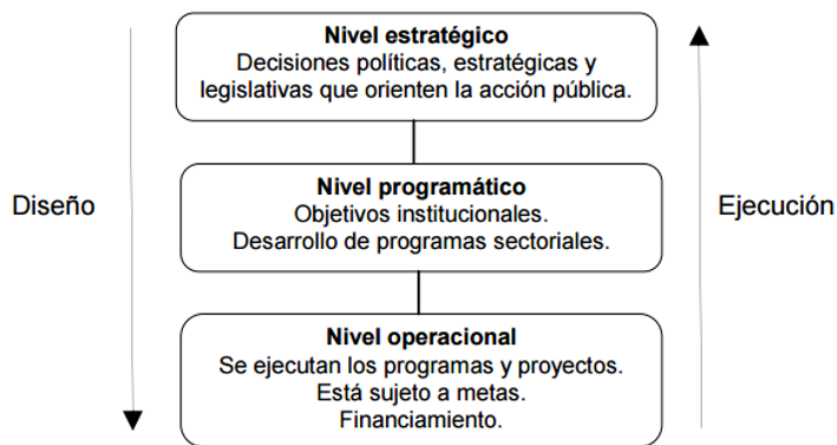 Nivel estratégico
Decisiones políticas, estratégicas y
legislativas que orienten la acción pública.
Nivel programático
Objetivos institucionales.
Desarrollo de programas sectoriales.
Diseño
Ejecución
Nivel operacional
Se ejecutan los programas y proyectos.
Está sujeto a metas.
Financiamiento.